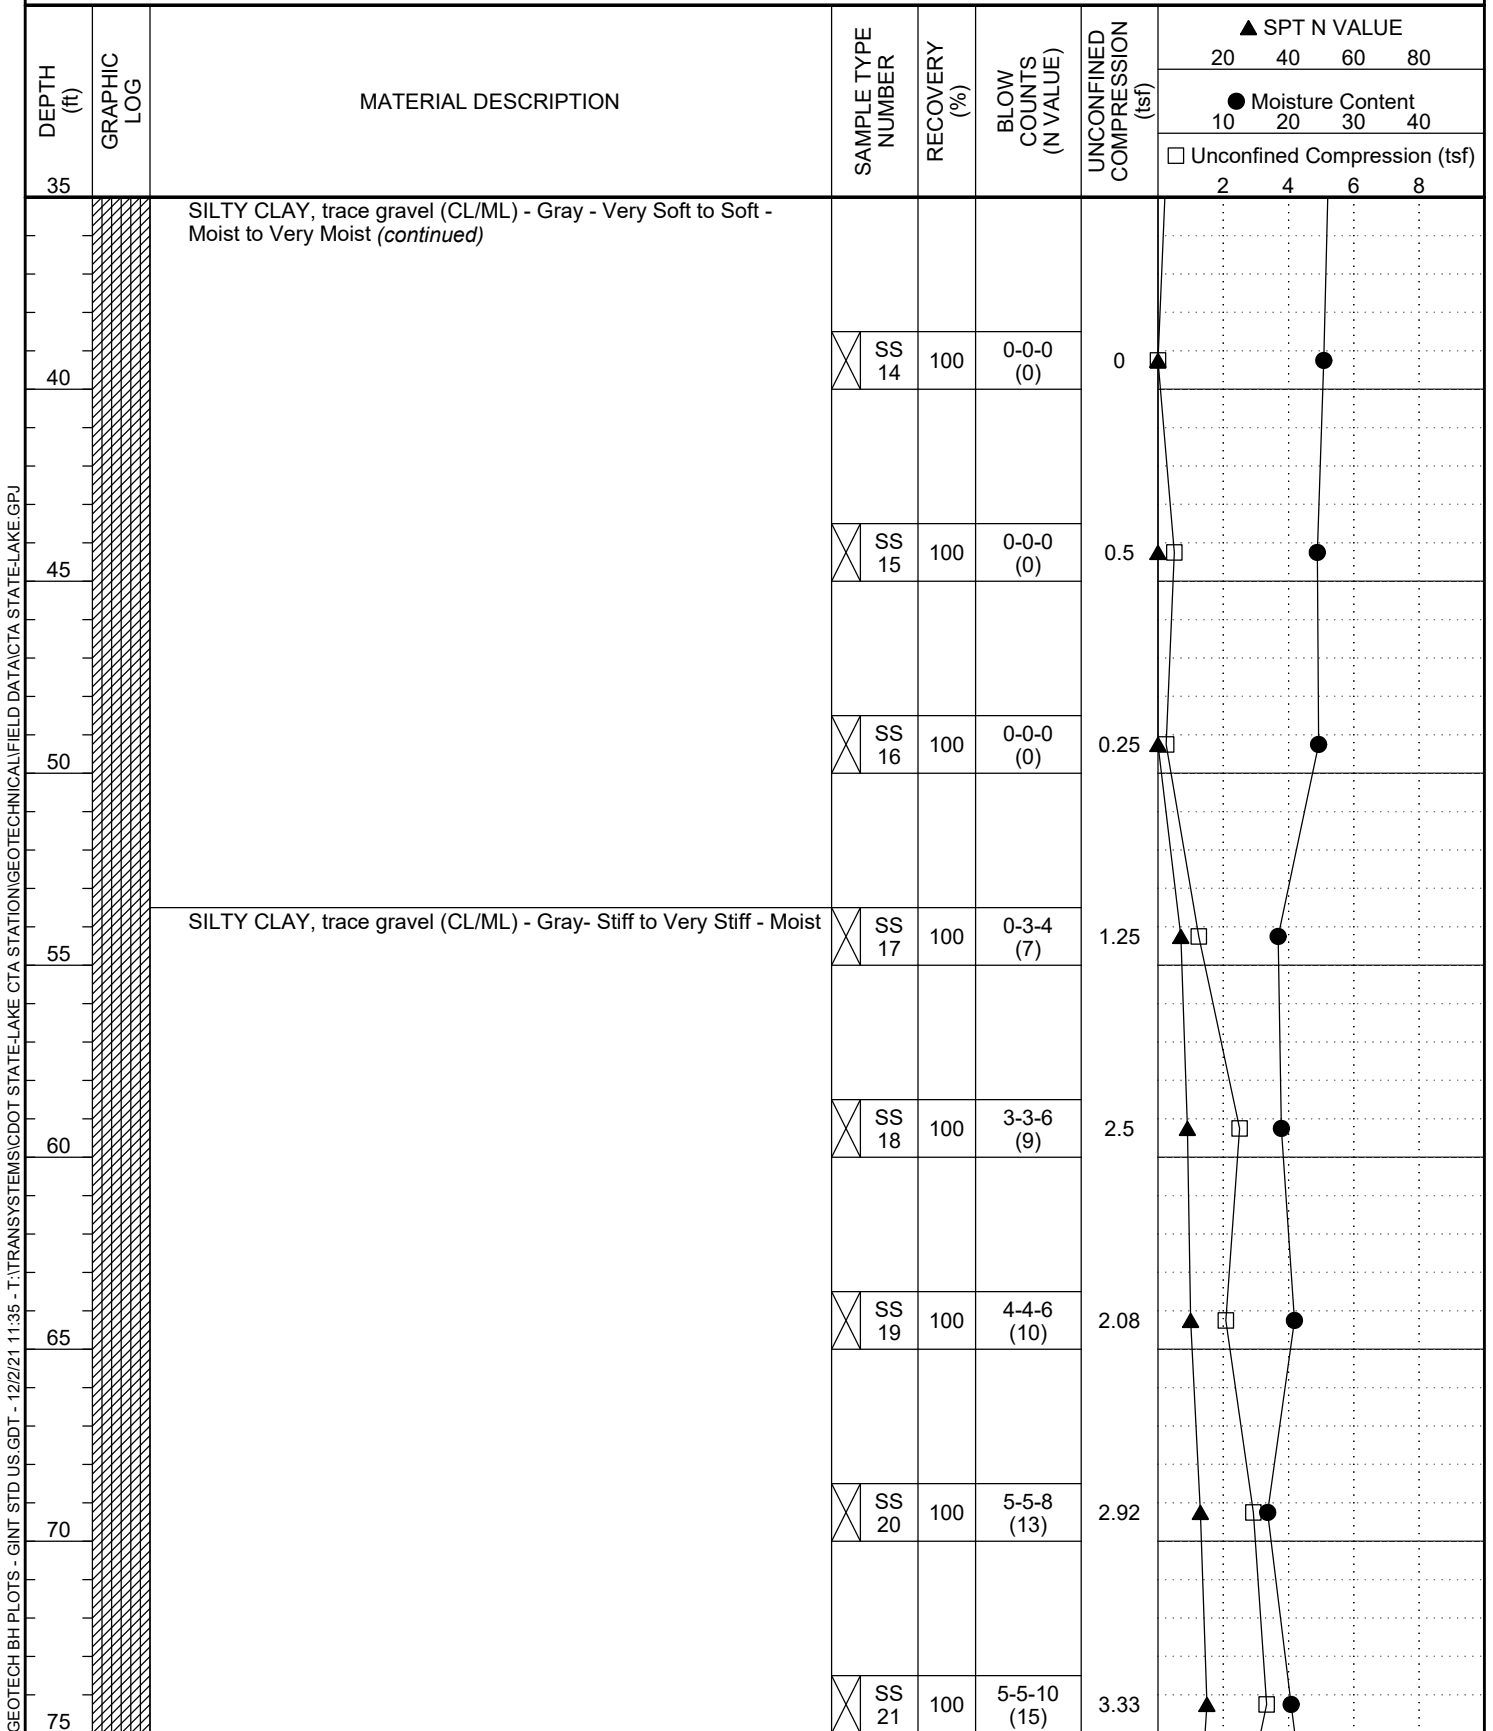 DEPTH
(ft)
GRAPHIC
LOG
MATERIAL DESCRIPTION
SAMPLE TYPE
NUMBER
RECOVERY
(%)
BLOW
COUNTS
(N VALUE)
UNCONFINED
COMPRESSION
(tsf)
▲ SPT N VALUE
20 40 60 80
● Moisture Content
10 20 30 40
□ Unconfined Compression (tsf)
2 4 6 8
35
SILTY CLAY, trace gravel (CL/ML) - Gray - Very Soft to Soft -
Moist to Very Moist (continued)
SS
14
100
0-0-0
(0)
0
40
SS
15
100
0-0-0
(0)
0.5
45
SS
16
100
0-0-0
(0)
0.25
50
SILTY CLAY, trace gravel (CL/ML) - Gray- Stiff to Very Stiff - Moist
SS
17
100
0-3-4
(7)
1.25
55
SS
18
100
3-3-6
(9)
2.5
60
SS
19
100
4-4-6
(10)
2.08
65
SS
20
100
5-5-8
(13)
2.92
70
SS
21
100
5-5-10
(15)
3.33
75
GEOTECH BH PLOTS - GINT STD US.GDT - 12/2/21 11:35 - T:\TRANSYSTEMS\CDOT STATE-LAKE CTA STATION\GEOTECHNICAL\FIELD DATA\CTA STATE-LAKE.GPJ